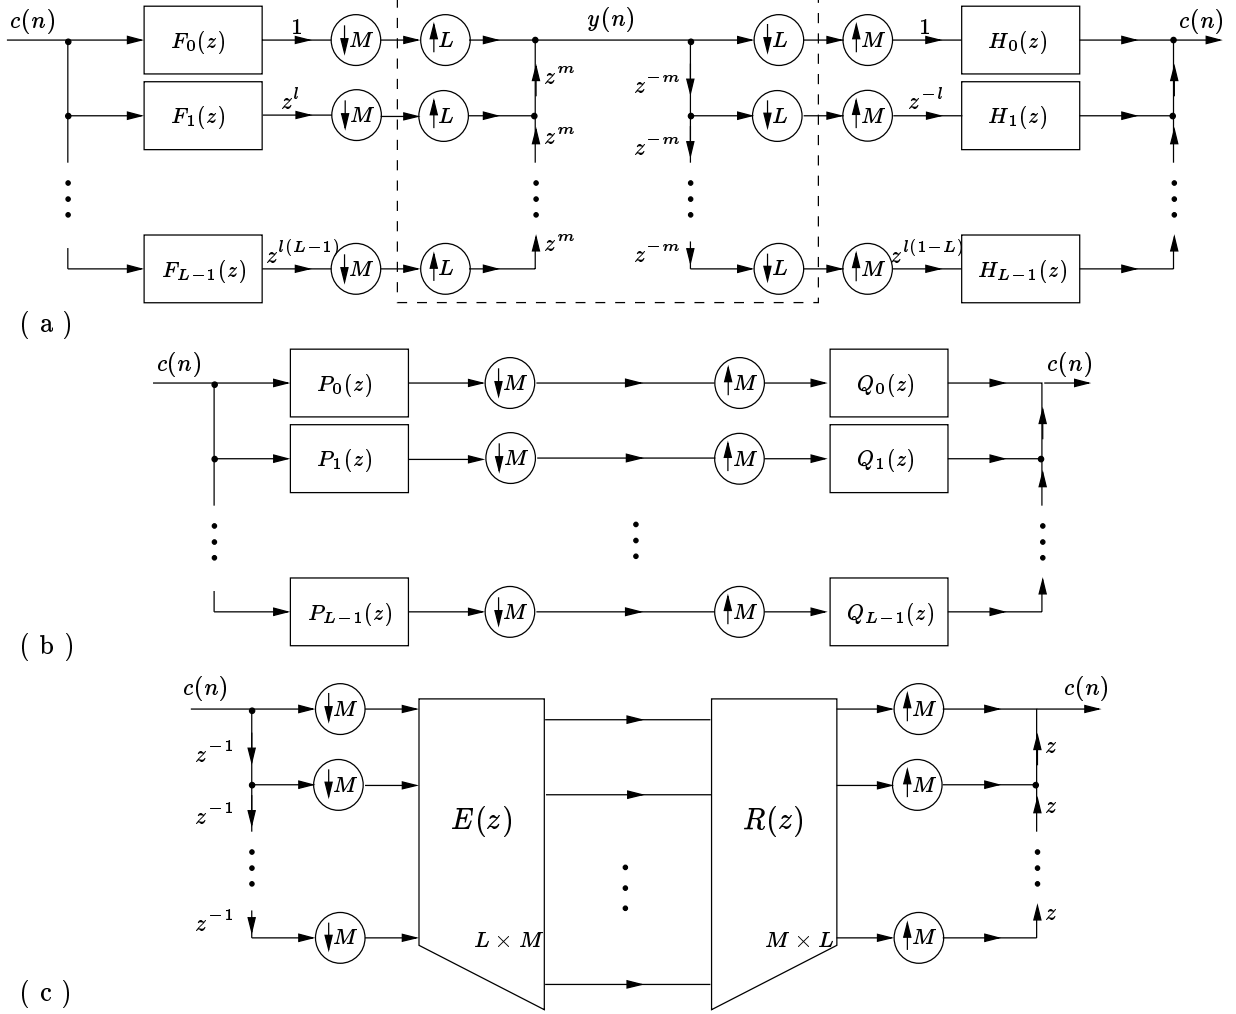 c(n) F_0(z) 1 ↓M ↑L y(n) ↓L ↑M 1 H_0(z) c(n)
z^m z^{-m}
F_1(z) z^l ↓M ↑L ↓L ↑M z^{-l} H_1(z)
z^m z^{-m}
F_{L-1}(z) z^{l(L-1)} ↓M ↑L z^m z^{-m} ↓L ↑M z^{l(1-L)} H_{L-1}(z)
( a )
c(n) P_0(z) ↓M ↑M Q_0(z) c(n)
P_1(z) ↓M ↑M Q_1(z)
P_{L-1}(z) ↓M ↑M Q_{L-1}(z)
( b )
c(n) ↓M ↑M c(n)
z^{-1} z
↓M ↑M
z^{-1} E(z) R(z) z
z^{-1} ↓M L × M M × L ↑M z
( c )